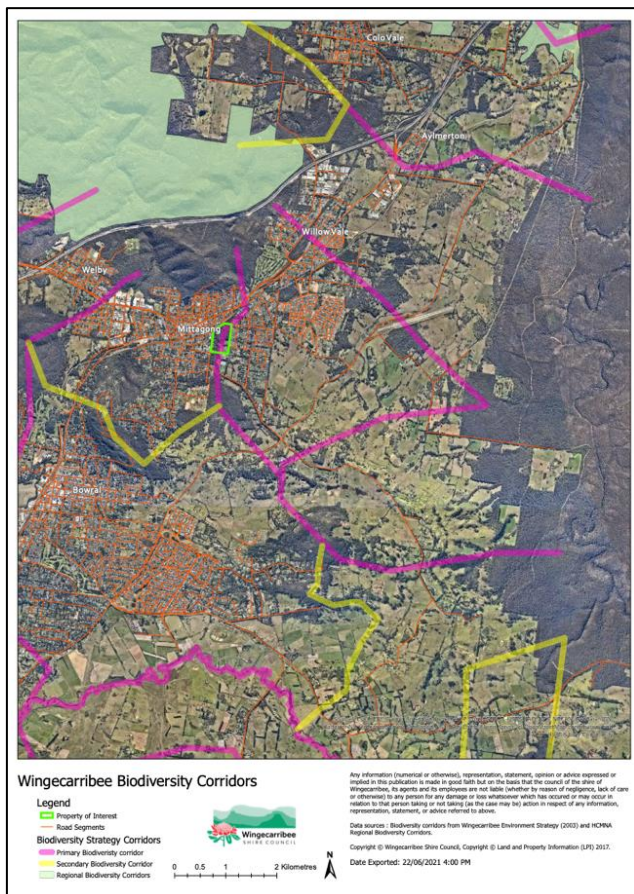 Colo Vale
Aylmerton
Willow Vale
Welby
Mittagong
Bowral
Wingecarribee Biodiversity Corridors
Legend
Property of Interest
Road Segments
Biodiversity Strategy Corridors
Primary Biodiveristy corridor
Secondary Biodiversity Corridor
Regional Biodiversity Corridors
Wingecarribee
SHIRE COUNCIL
0 0.5 1 2 Kilometres
N
Any information (numerical or otherwise), representation, statement, opinion or advice expressed or
implied in this publication is made in good faith but on the basis that the council of the shire of
Wingecarribee, its agents and its employees are not liable (whether by reason of negligence, lack of care
or otherwise) to any person for any damage or loss whatsoever which has occured or may occur in
relation to that person taking or not taking (as the case may be) action in respect of any information,
representation, statement, or advice referred to above.
Data sources : Biodiversity corridors from Wingecarribee Environment Strategy (2003) and HCMNA
Regional Biodiversity Corridors.
Copyright © Wingecarribee Shire Council, Copyright © Land and Property Information (LPI) 2017.
Date Exported: 22/06/2021 4:00 PM